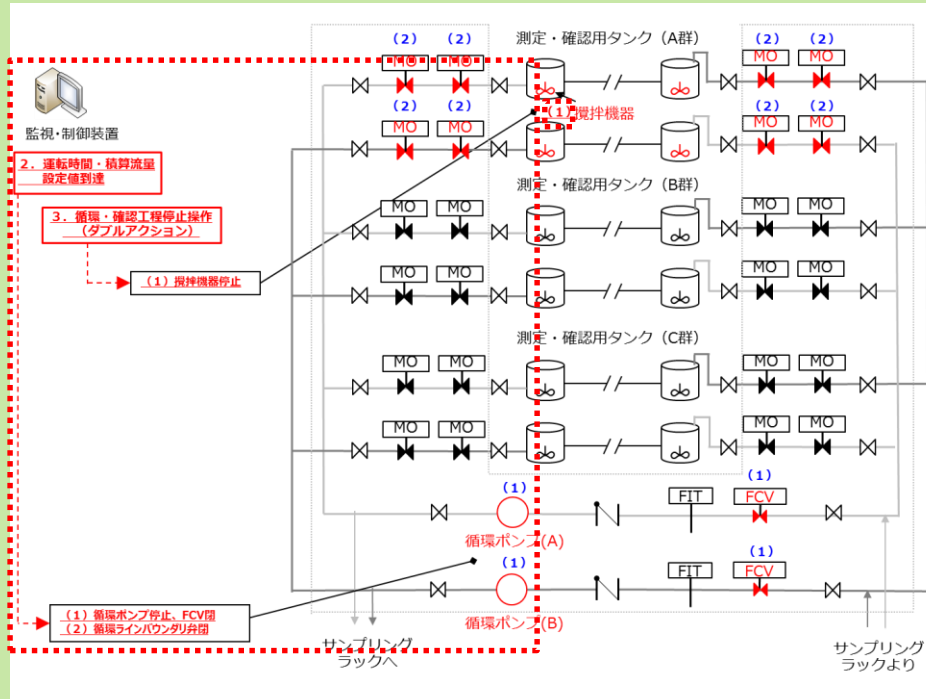 (2) (2) 測定・確認用タンク（A群） (2) (2)
MO MO MO MO
監視・制御装置
(2) (2) (1)攪拌機器 (2) (2)
MO MO MO MO
2．運転時間・積算流量
設定値到達
測定・確認用タンク（B群）
3．循環・確認工程停止操作
（ダブルアクション）
MO MO MO MO
（1）攪拌機器停止
MO MO MO MO
測定・確認用タンク（C群）
MO MO MO MO
MO MO MO MO
(1) FIT (1)
FCV
循環ポンプ(A)
(1) FIT (1)
FCV
循環ポンプ(B)
（1）循環ポンプ停止、FCV閉
（2）循環ラインバウンダリ弁閉
サンプリング
ラックへ
サンプリング
ラックより